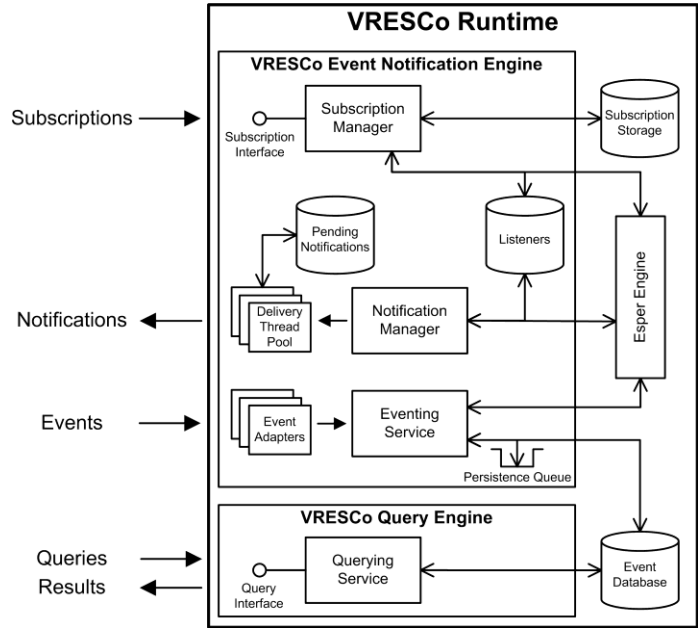 VRESCo Runtime
VRESCo Event Notification Engine
Subscriptions
Subscription
Interface
Subscription
Manager
Subscription
Storage
Pending
Notifications
Listeners
Esper Engine
Notifications
Delivery
Thread
Pool
Notification
Manager
Events
Event
Adapters
Eventing
Service
Persistence Queue
VRESCo Query Engine
Queries
Results
Query
Interface
Querying
Service
Event
Database